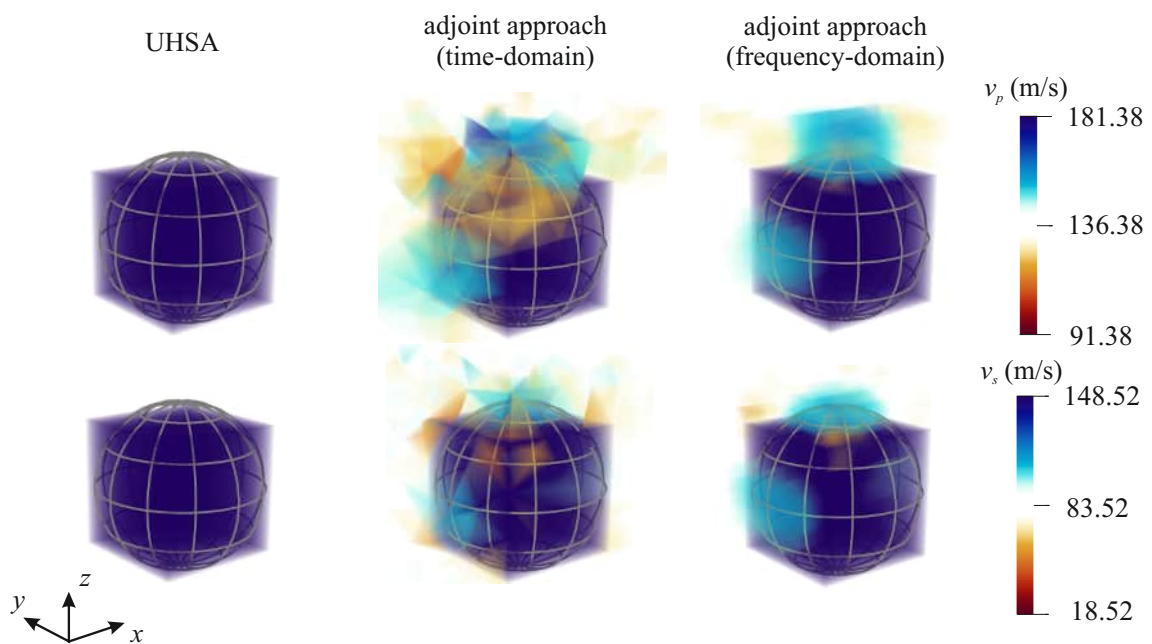 UHSA
adjoint approach
(time-domain)
adjoint approach
(frequency-domain)
v_p (m/s)
181.38
136.38
91.38
v_s (m/s)
148.52
83.52
18.52
z
y
x